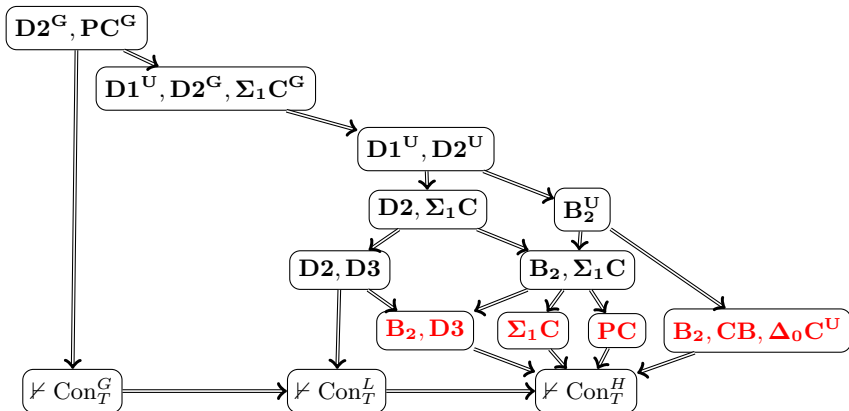 D2^G, PC^G
D1^U, D2^G, Σ₁C^G
D1^U, D2^U
D2, Σ₁C
B₂^U
D2, D3
B₂, Σ₁C
B₂, D3
Σ₁C
PC
B₂, CB, Δ₀C^U
⊬ Con_T^G
⊬ Con_T^L
⊬ Con_T^H